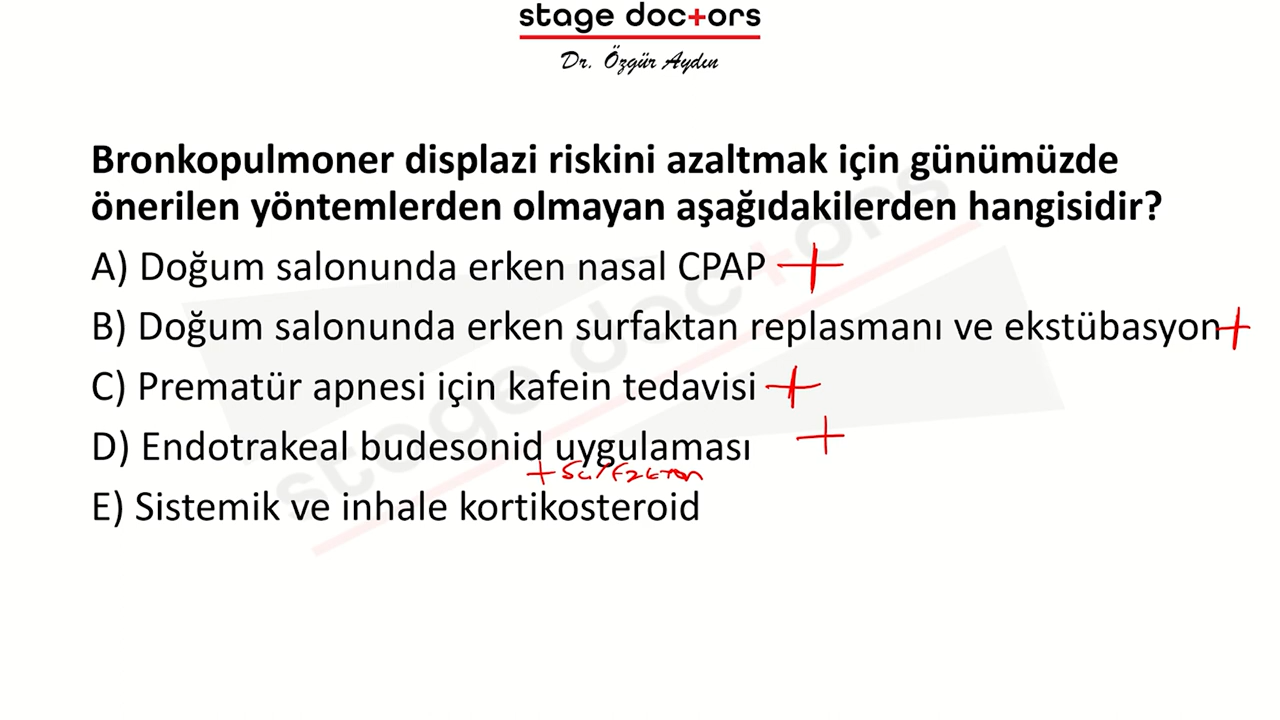 stage doctors
Dr. Özgür Aydın
Bronkopulmoner displazi riskini azaltmak için günümüzde
önerilen yöntemlerden olmayan aşağıdakilerden hangisidir?
A) Doğum salonunda erken nasal CPAP +
B) Doğum salonunda erken surfaktan replasmanı ve ekstübasyon +
C) Prematür apnesi için kafein tedavisi +
D) Endotrakeal budesonid uygulaması +
+
E) Sistemik ve inhale kortikosteroid
stage doctors